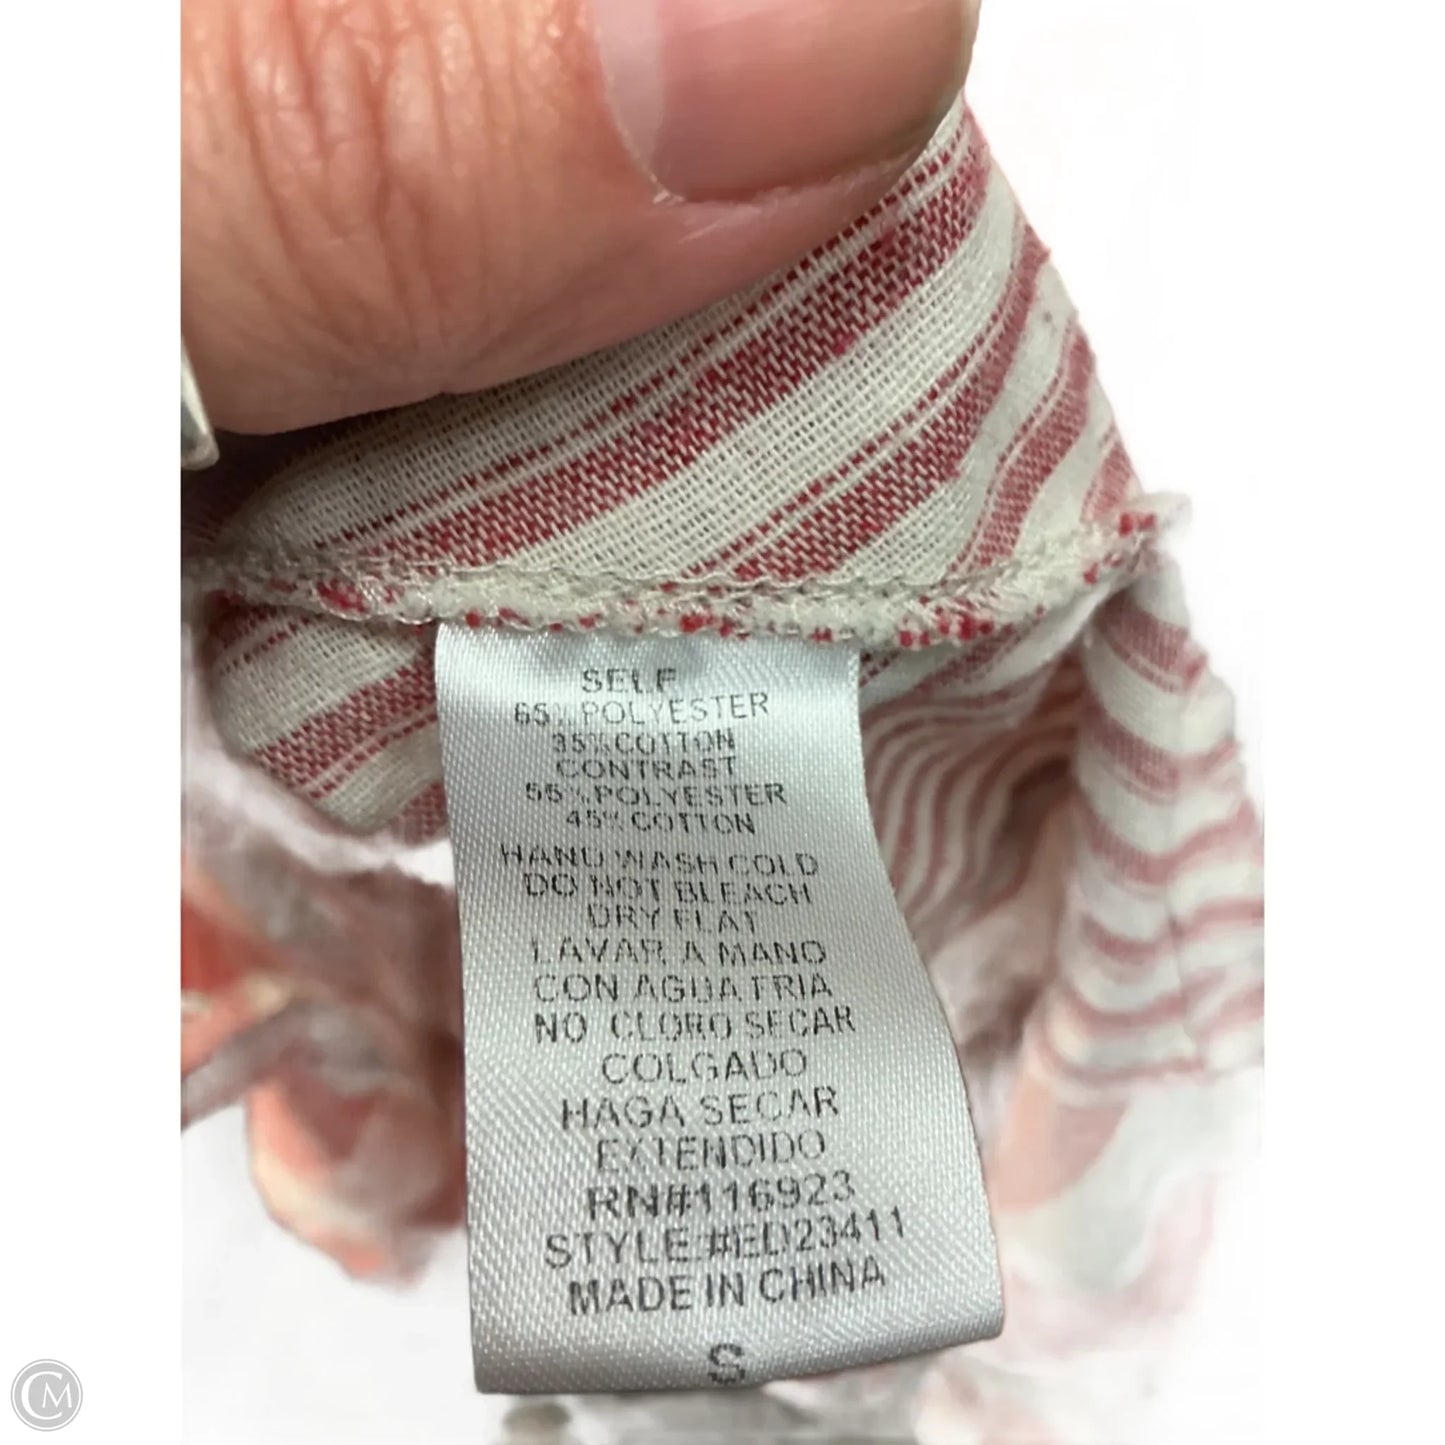 SELF
65% POLYESTER
35% COTTON
CONTRAST
55% POLYESTER
45% COTTON
HAND WASH COLD
DO NOT BLEACH
DRY FLAT
LAVAR A MANO
CON AGUA FRIA
NO CLORO SECAR
COLGADO
HAGA SECAR
EXTENDIDO
RN#116923
STYLE#ED23411
MADE IN CHINA
S
CM